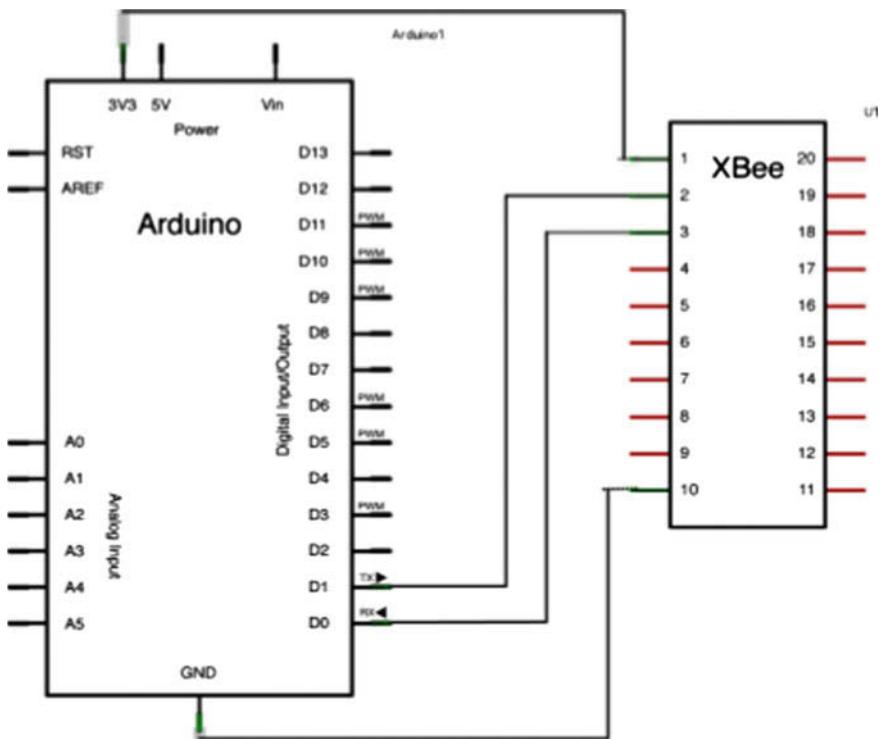 Arduino1
3V3 5V Vin
Power
RST
AREF
Arduino
A0
A1
A2
A3
A4
A5
Analog Input
D13
D12
D11 PWM
D10 PWM
D9 PWM
D8
D7
D6 PWM
D5 PWM
D4
D3 PWM
D2
D1 TX
D0 RX
Digital Input/Output
GND
U1
XBee
1 20
2 19
3 18
4 17
5 16
6 15
7 14
8 13
9 12
10 11